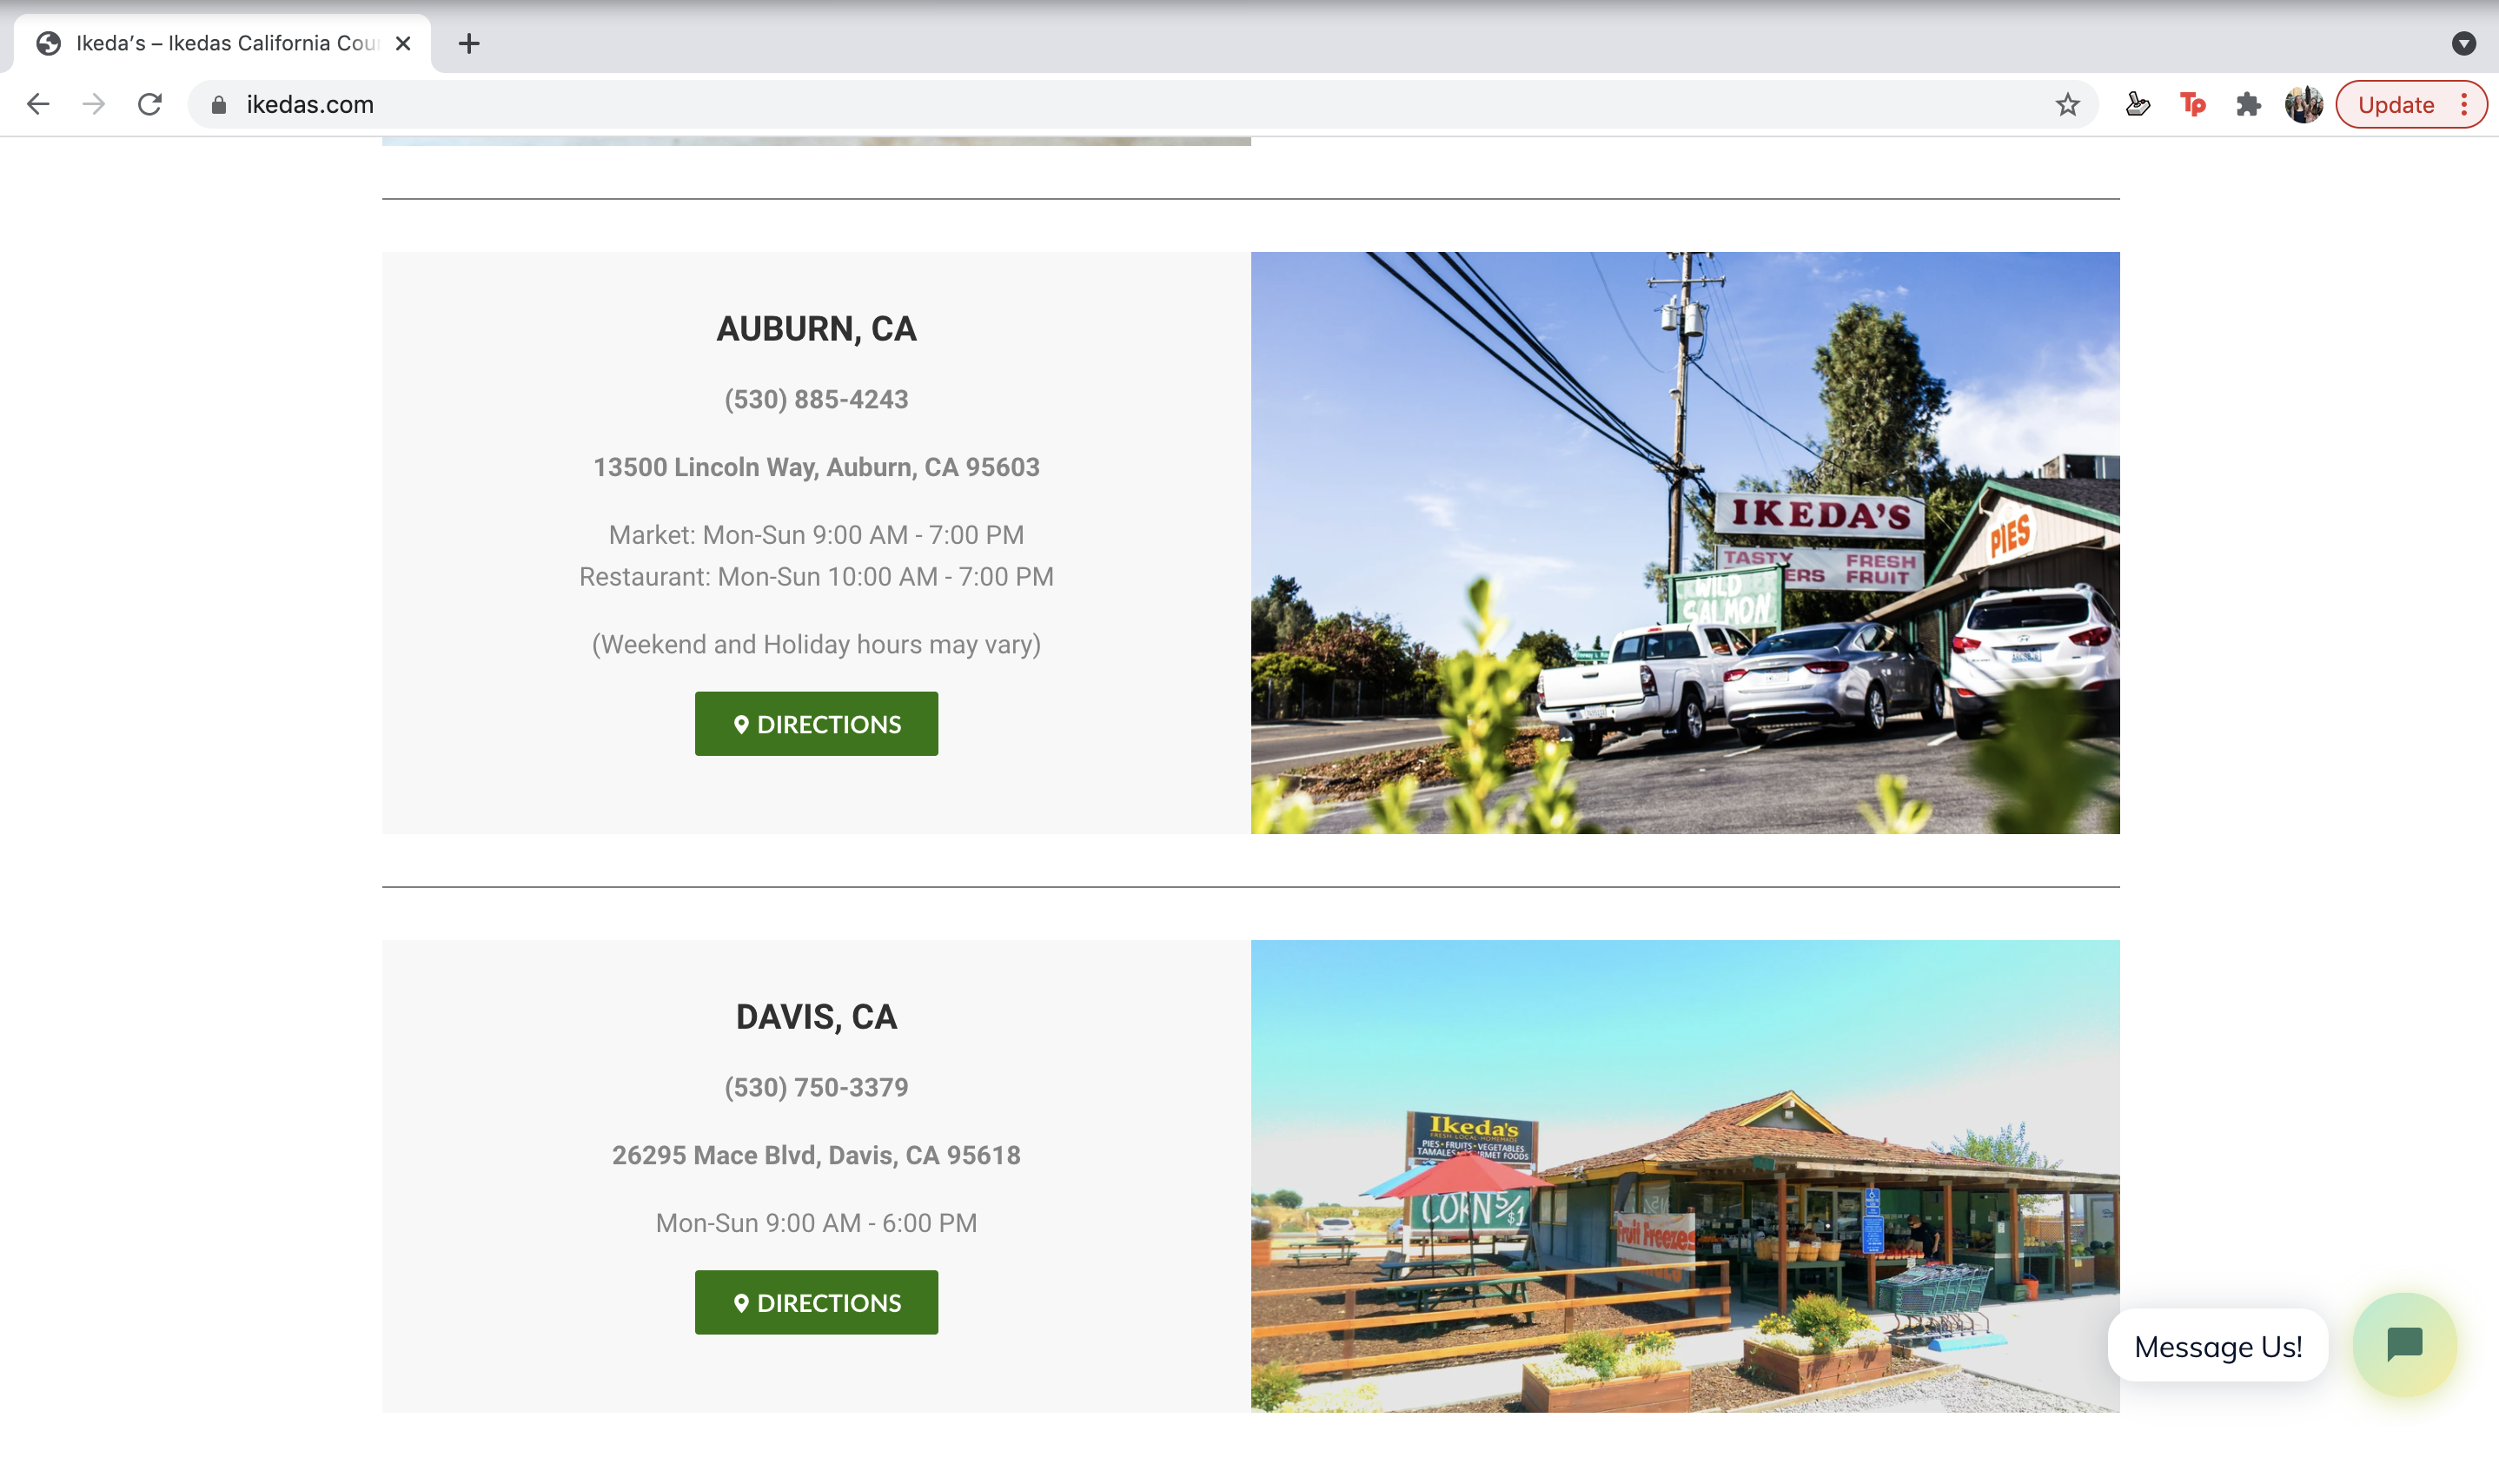 Ikeda's – Ikedas California Cou
ikedas.com
Tp
Update
AUBURN, CA
(530) 885-4243
13500 Lincoln Way, Auburn, CA 95603
Market: Mon-Sun 9:00 AM - 7:00 PM
Restaurant: Mon-Sun 10:00 AM - 7:00 PM
(Weekend and Holiday hours may vary)
DIRECTIONS
IKEDA'S
TASTY FRESH
ERS FRUIT
WILD
SALMON
PIES
DAVIS, CA
(530) 750-3379
26295 Mace Blvd, Davis, CA 95618
Mon-Sun 9:00 AM - 6:00 PM
DIRECTIONS
Ikeda's
FRESH LOCAL HOMEMADE
PIES • FRUITS • VEGETABLES
TAMALES RMET FOODS
CORN 5/$1
Fruit Freezes
Message Us!